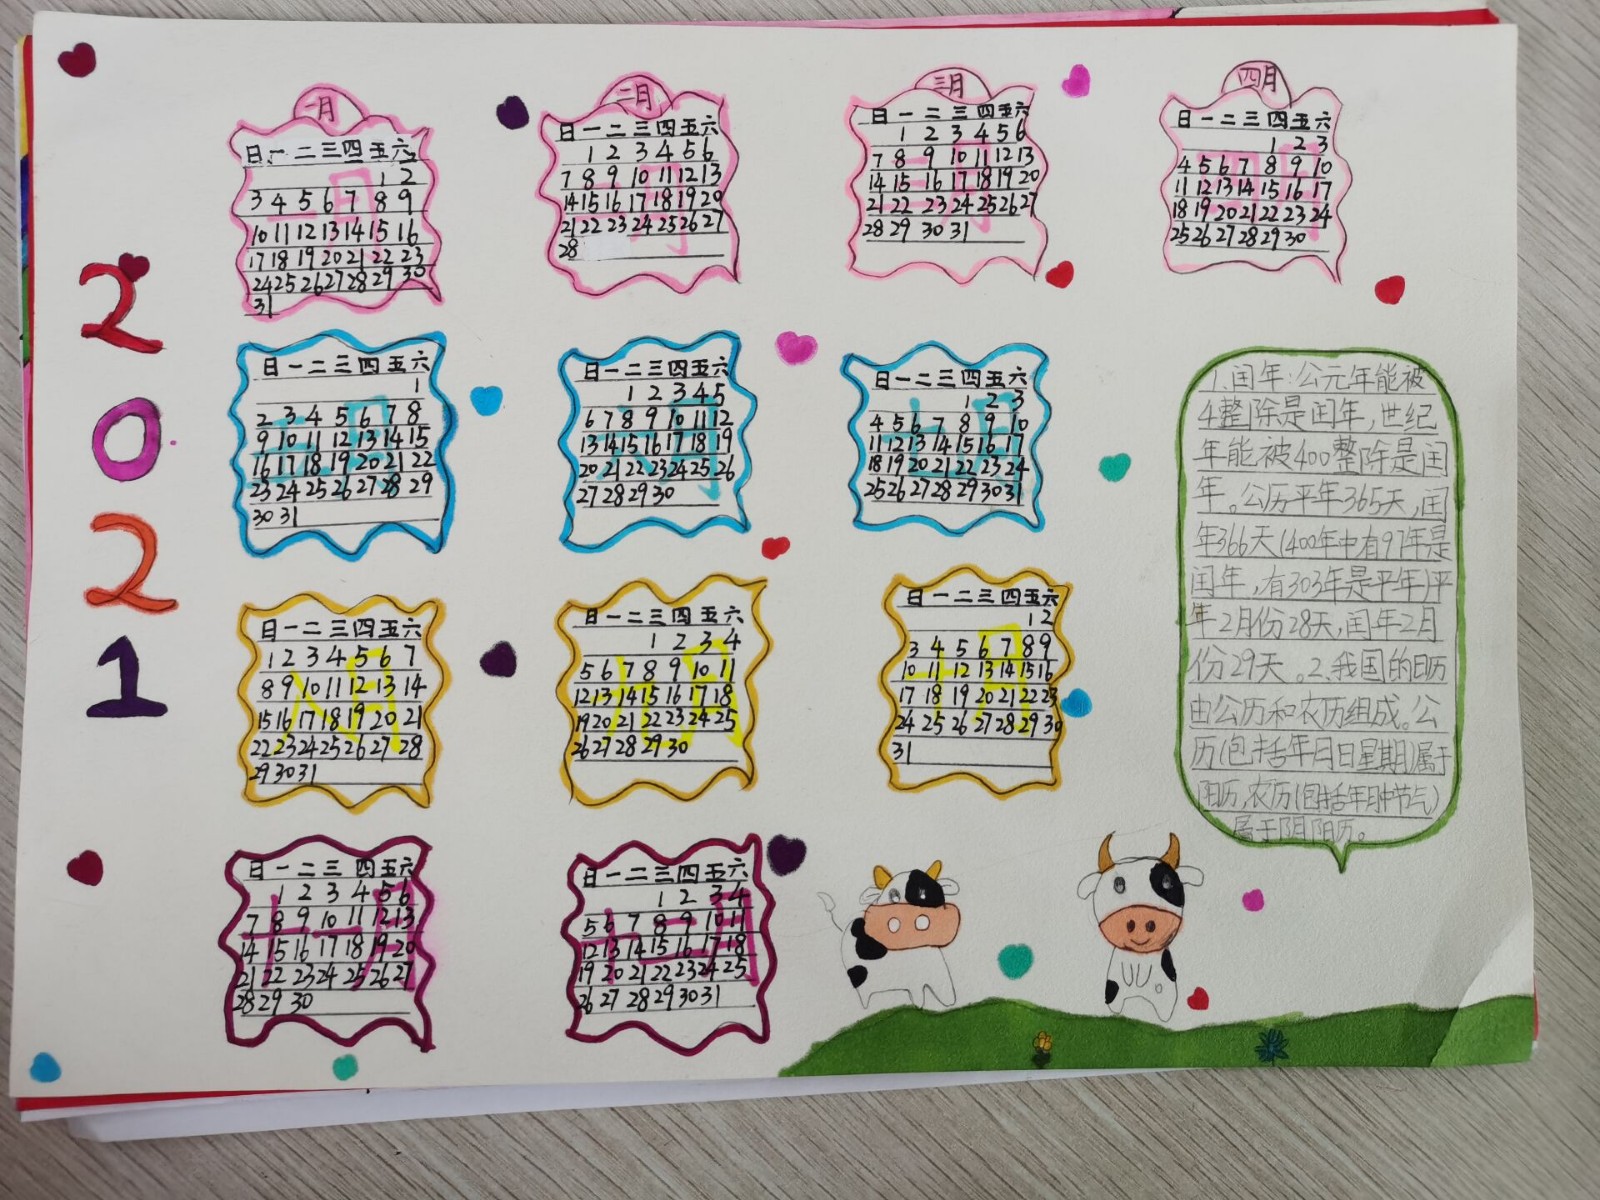 2
0
2
1
一月
日一二三四五六
1 2
3 4 5 6 7 8 9
10 11 12 13 14 15 16
17 18 19 20 21 22 23
24 25 26 27 28 29 30
31
二月
日一二三四五六
1 2 3 4 5 6
7 8 9 10 11 12 13
14 15 16 17 18 19 20
21 22 23 24 25 26 27
28
三月
日一二三四五六
1 2 3 4 5 6
7 8 9 10 11 12 13
14 15 16 17 18 19 20
21 22 23 24 25 26 27
28 29 30 31
四月
日一二三四五六
1 2 3
4 5 6 7 8 9 10
11 12 13 14 15 16 17
18 19 20 21 22 23 24
25 26 27 28 29 30
五月
日一二三四五六
1
2 3 4 5 6 7 8
9 10 11 12 13 14 15
16 17 18 19 20 21 22
23 24 25 26 27 28 29
30 31
六月
日一二三四五六
1 2 3 4 5
6 7 8 9 10 11 12
13 14 15 16 17 18 19
20 21 22 23 24 25 26
27 28 29 30
七月
日一二三四五六
1 2 3
4 5 6 7 8 9 10
11 12 13 14 15 16 17
18 19 20 21 22 23 24
25 26 27 28 29 30 31
八月
日一二三四五六
1 2 3 4 5 6 7
8 9 10 11 12 13 14
15 16 17 18 19 20 21
22 23 24 25 26 27 28
29 30 31
九月
日一二三四五六
1 2 3 4
5 6 7 8 9 10 11
12 13 14 15 16 17 18
19 20 21 22 23 24 25
26 27 28 29 30
十月
日一二三四五六
1 2
3 4 5 6 7 8 9
10 11 12 13 14 15 16
17 18 19 20 21 22 23
24 25 26 27 28 29 30
31
十一月
日一二三四五六
1 2 3 4 5 6
7 8 9 10 11 12 13
14 15 16 17 18 19 20
21 22 23 24 25 26 27
28 29 30
十二月
日一二三四五六
1 2 3 4
5 6 7 8 9 10 11
12 13 14 15 16 17 18
19 20 21 22 23 24 25
26 27 28 29 30 31
1.闰年:公元年能被
4整除是闰年,世纪
年能被400整除是闰
年。公历平年365天,闰
年366天(400年中有97年是
闰年,有303年是平年)平
年2月份28天,闰年2月
份29天。2.我国的日历
由公历和农历组成。公
历(包括年月日星期)属于
阳历,农历(包括年月节气)
属于阴阳历。